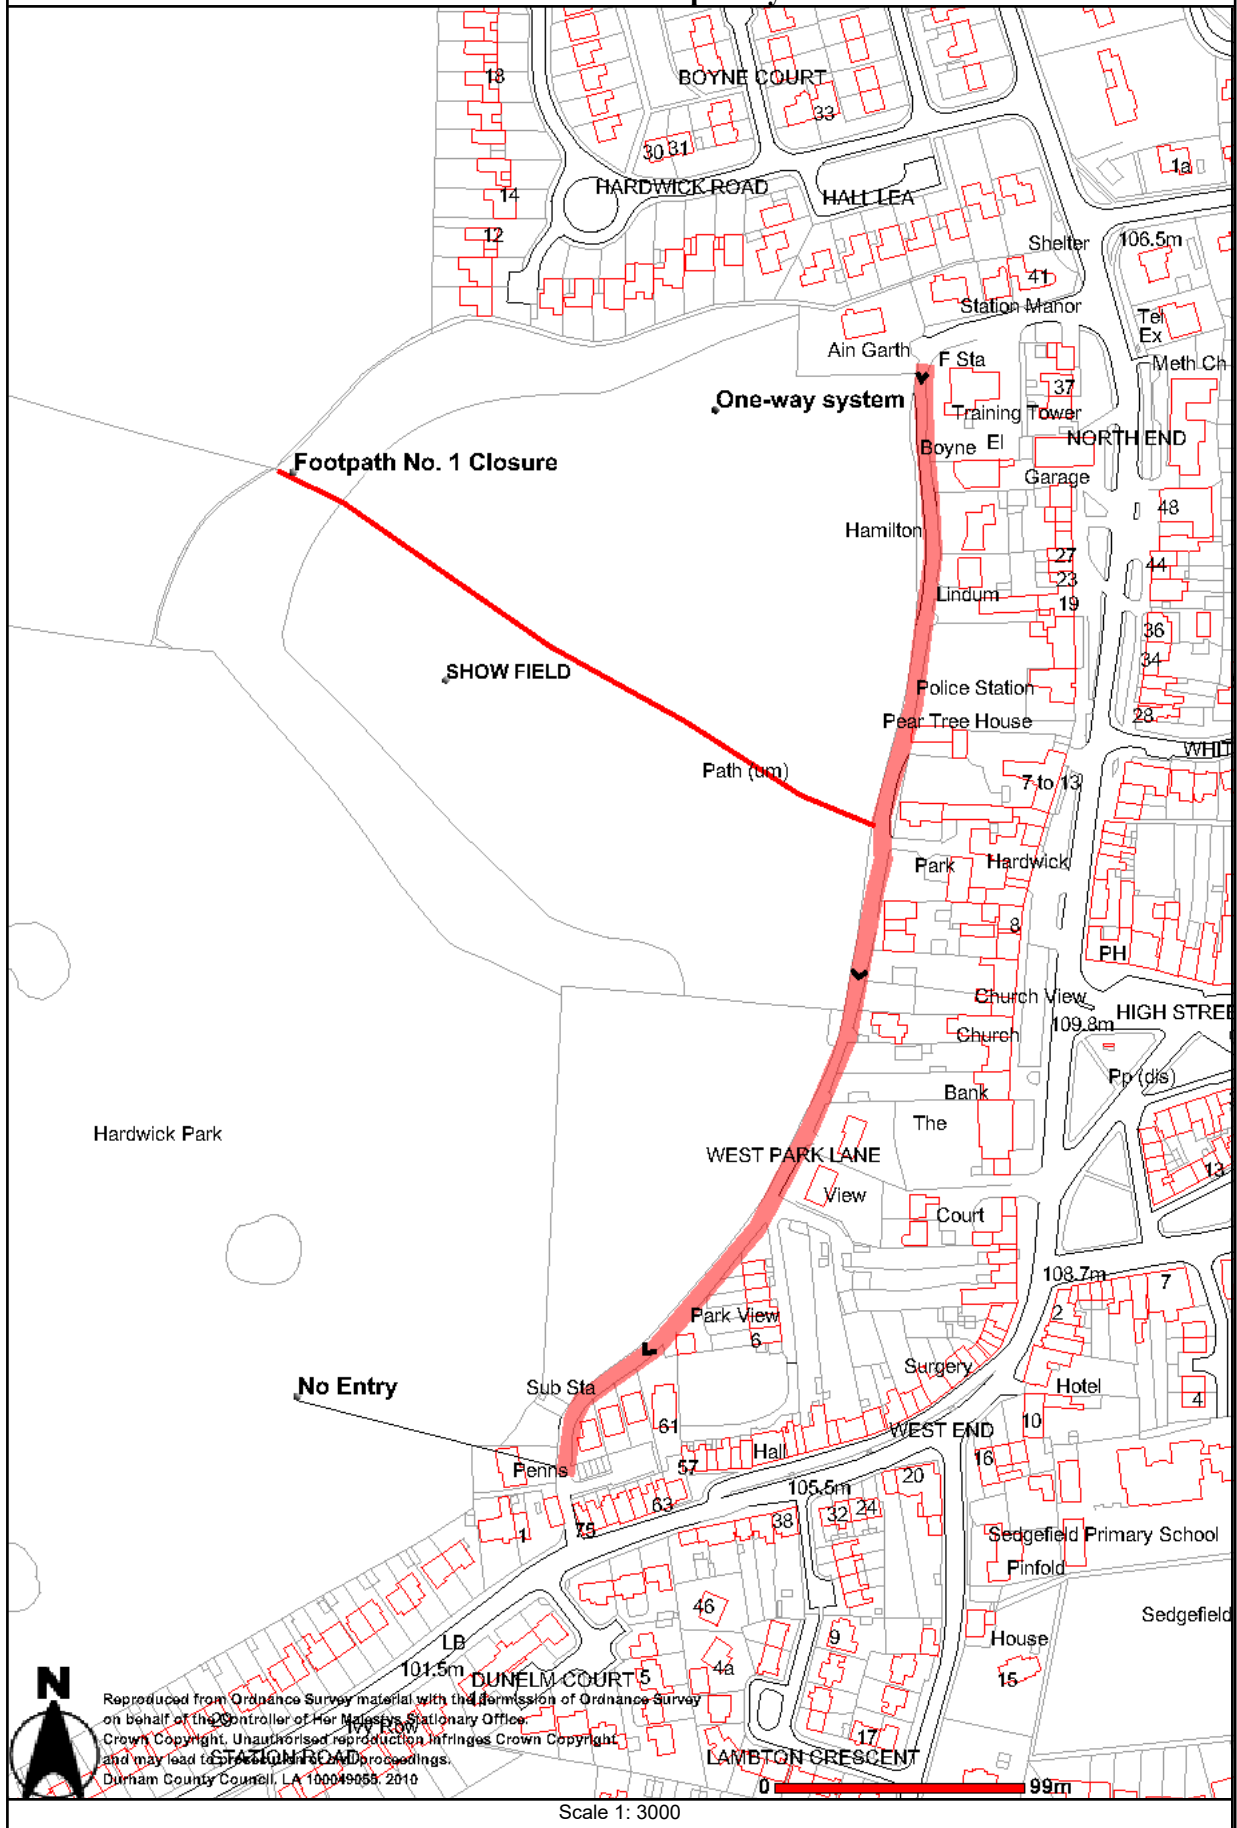 18
BOYNE COURT
33
30 31
1a
HARDWICK ROAD
14
HALL LEA
12
Shelter
106.5m
41
Station Manor
Tel
Ex
Ain Garth
F Sta
Meth Ch
37
One-way system
Training Tower
Boyne
El
NORTH END
Footpath No. 1 Closure
Garage
48
Hamilton
27
44
23
Lindum
19
36
34
SHOW FIELD
Police Station
28
Pear Tree House
WHIT
Path (um)
7 to 13
Park
Hardwick
8
PH
Church View
HIGH STREE
109.8m
Church
Pp (dis)
Bank
The
Hardwick Park
WEST PARK LANE
13
View
Court
108.7m
7
2
Park View
6
Surgery
No Entry
Sub Sta
Hotel
4
61
10
WEST END
Hall
16
Penns
57
20
105.5m
63
32
24
38
75
1
Sedgefield Primary School
Pinfold
46
Sedgefield
9
House
LB
101.5m
4a
5
15
DUNELM COURT
N
11
Reproduced from Ordnance Survey material with the permission of Ordnance Survey
on behalf of the Controller of Her Majestys Stationary Office.
29
Ivy Row
Crown Copyright. Unauthorised reproduction infringes Crown Copyright
17
and may lead to prosecution or civil proceedings.
STATION ROAD
LAMBTON CRESCENT
Durham County Council. LA 100049055. 2010
0
99m
Scale 1: 3000